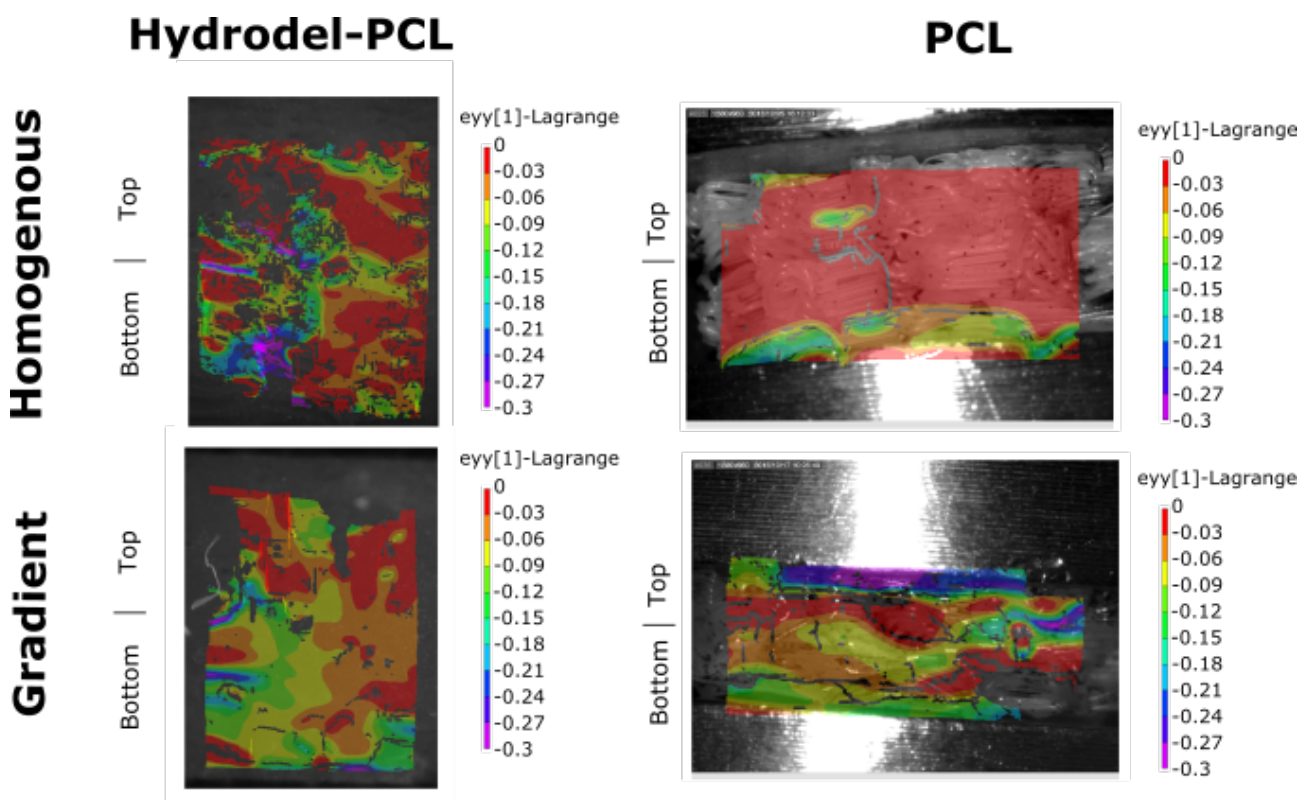 Hydrodel-PCL
PCL
Homogenous
Top
Bottom
eyy[1]-Lagrange
0
-0.03
-0.06
-0.09
-0.12
-0.15
-0.18
-0.21
-0.24
-0.27
-0.3
Top
Bottom
eyy[1]-Lagrange
0
-0.03
-0.06
-0.09
-0.12
-0.15
-0.18
-0.21
-0.24
-0.27
-0.3
Gradient
Top
Bottom
eyy[1]-Lagrange
0
-0.03
-0.06
-0.09
-0.12
-0.15
-0.18
-0.21
-0.24
-0.27
-0.3
Top
Bottom
eyy[1]-Lagrange
0
-0.03
-0.06
-0.09
-0.12
-0.15
-0.18
-0.21
-0.24
-0.27
-0.3